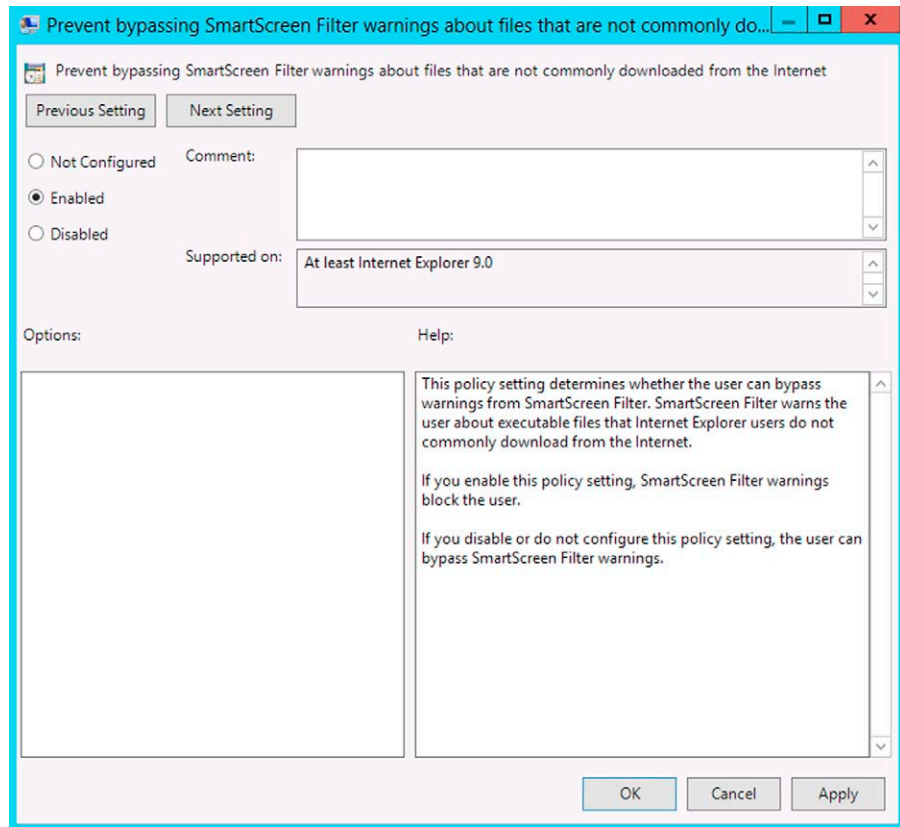 Prevent bypassing SmartScreen Filter warnings about files that are not commonly do...
Prevent bypassing SmartScreen Filter warnings about files that are not commonly downloaded from the Internet
Previous Setting
Next Setting
Not Configured
Comment:
Enabled
Disabled
Supported on:
At least Internet Explorer 9.0
Options:
Help:
This policy setting determines whether the user can bypass
warnings from SmartScreen Filter. SmartScreen Filter warns the
user about executable files that Internet Explorer users do not
commonly download from the Internet.
If you enable this policy setting, SmartScreen Filter warnings
block the user.
If you disable or do not configure this policy setting, the user can
bypass SmartScreen Filter warnings.
OK
Cancel
Apply